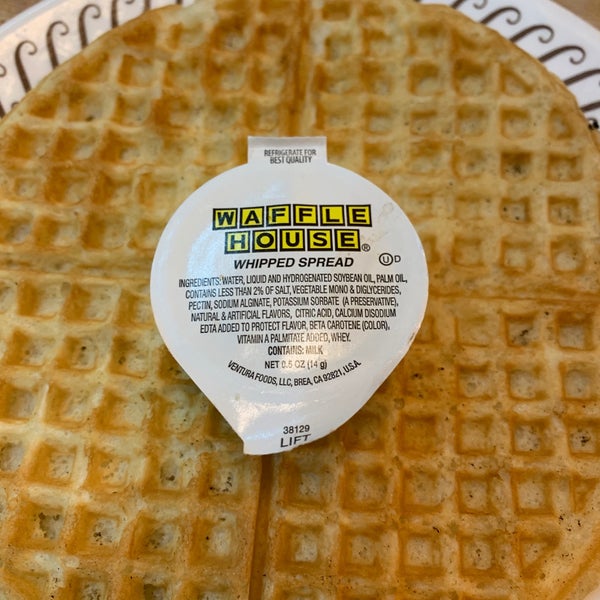 REFRIGERATE FOR
BEST QUALITY
WAFFLE
HOUSE®
WHIPPED SPREAD
UD
INGREDIENTS: WATER, LIQUID AND HYDROGENATED SOYBEAN OIL, PALM OIL,
CONTAINS LESS THAN 2% OF SALT, VEGETABLE MONO & DIGLYCERIDES,
PECTIN, SODIUM ALGINATE, POTASSIUM SORBATE (A PRESERVATIVE),
NATURAL & ARTIFICIAL FLAVORS, CITRIC ACID, CALCIUM DISODIUM
EDTA ADDED TO PROTECT FLAVOR, BETA CAROTENE (COLOR),
VITAMIN A PALMITATE ADDED, WHEY.
CONTAINS: MILK
NET 0.5 OZ (14 g)
VENTURA FOODS, LLC, BREA, CA 92821, U.S.A.
38129
LIFT